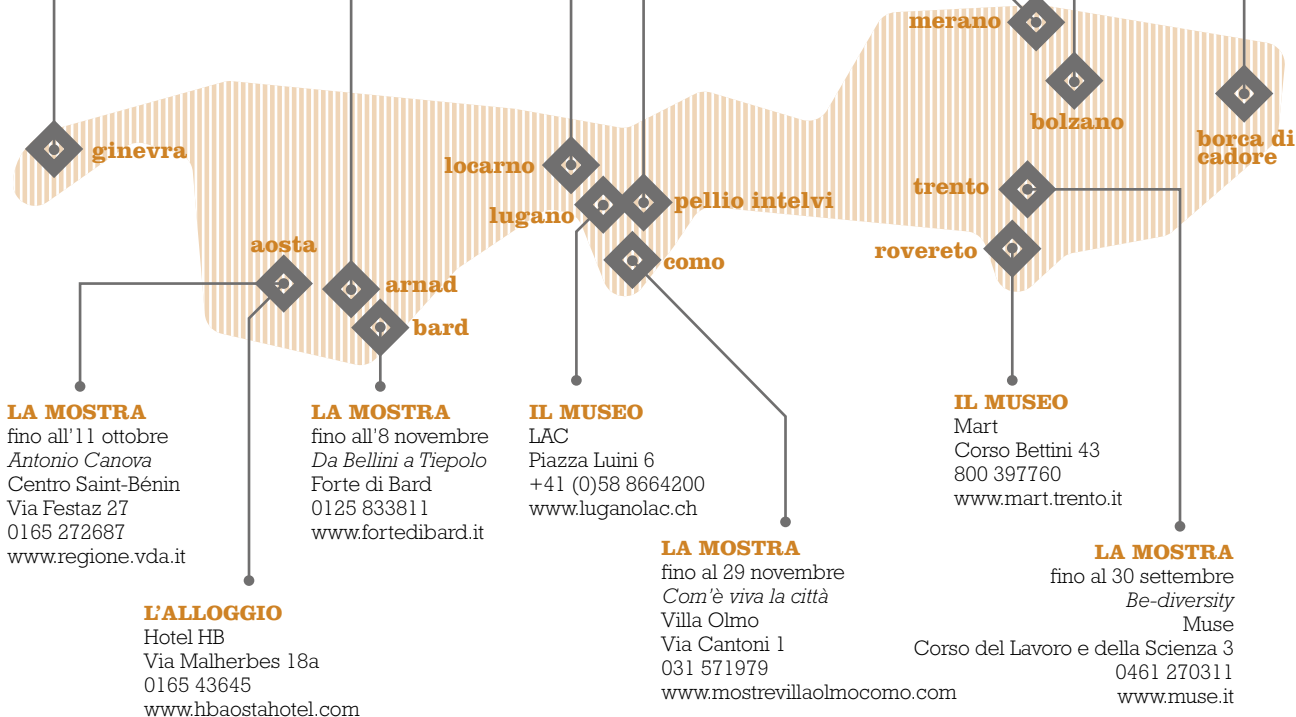 merano
bolzano
borca di
cadore
ginevra
locarno
trento
lugano
pellio intelvi
aosta
como
rovereto
arnad
bard
LA MOSTRA
fino all'11 ottobre
Antonio Canova
Centro Saint-Bénin
Via Festaz 27
0165 272687
www.regione.vda.it
LA MOSTRA
fino all'8 novembre
Da Bellini a Tiepolo
Forte di Bard
0125 833811
www.fortedibard.it
IL MUSEO
LAC
Piazza Luini 6
+41 (0)58 8664200
www.luganolac.ch
IL MUSEO
Mart
Corso Bettini 43
800 397760
www.mart.trento.it
L'ALLOGGIO
Hotel HB
Via Malherbes 18a
0165 43645
www.hbaostahotel.com
LA MOSTRA
fino al 29 novembre
Com'è viva la città
Villa Olmo
Via Cantoni 1
031 571979
www.mostrevillaolmocomo.com
LA MOSTRA
fino al 30 settembre
Be-diversity
Muse
Corso del Lavoro e della Scienza 3
0461 270311
www.muse.it